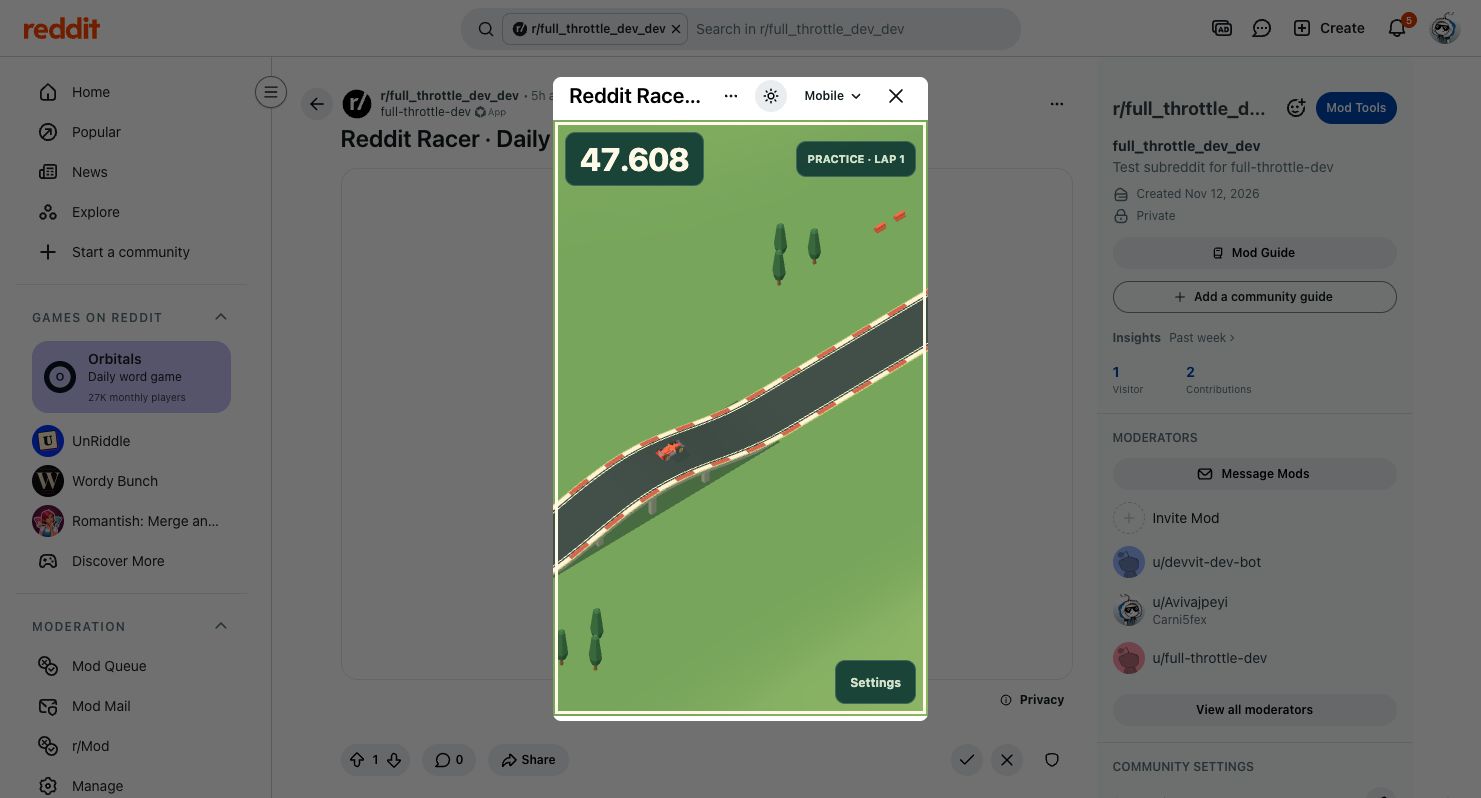 reddit
r/full_throttle_dev_dev
Search in r/full_throttle_dev_dev
AD
Create
5
Home
Popular
News
Explore
Start a community
GAMES ON REDDIT
Orbitals
Daily word game
27K monthly players
UnRiddle
Wordy Bunch
Romantish: Merge an...
Discover More
MODERATION
Mod Queue
Mod Mail
r/Mod
Manage
r/full_throttle_dev_dev • 5h a
full-throttle-dev App
Reddit Racer · Daily
Reddit Race...
Mobile
47.608
PRACTICE · LAP 1
Settings
Privacy
1
0
Share
r/full_throttle_d...
Mod Tools
full_throttle_dev_dev
Test subreddit for full-throttle-dev
Created Nov 12, 2026
Private
Mod Guide
Add a community guide
Insights Past week
1
Visitor
2
Contributions
MODERATORS
Message Mods
Invite Mod
u/devvit-dev-bot
u/Avivajpeyi
Carni5fex
u/full-throttle-dev
View all moderators
COMMUNITY SETTINGS